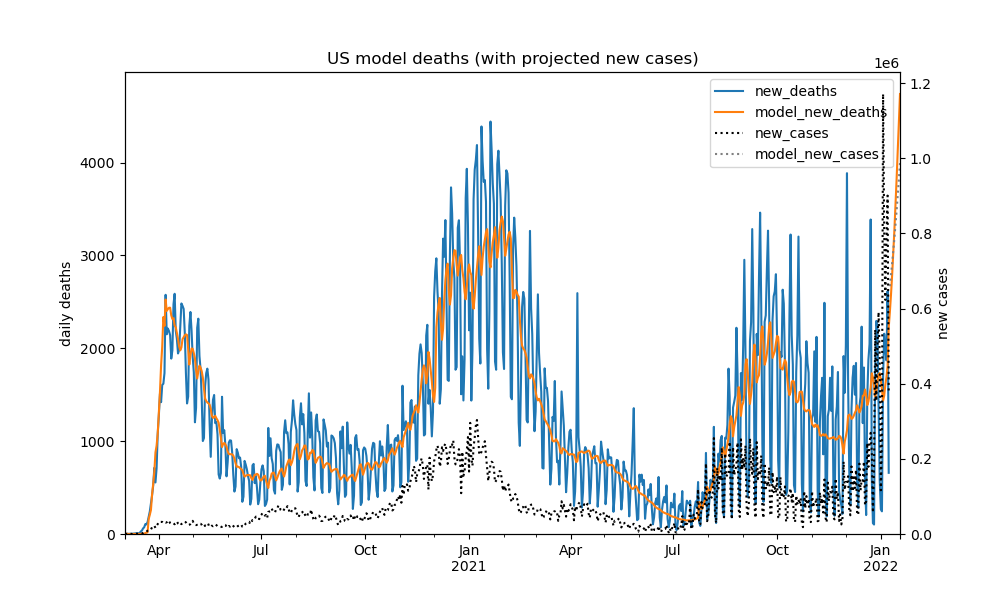 US model deaths (with projected new cases)
1e6
new_deaths
model_new_deaths
new_cases
model_new_cases
daily deaths
4000
3000
2000
1000
0
new cases
1.2
1.0
0.8
0.6
0.4
0.2
0.0
Apr
Jul
Oct
Jan
2021
Apr
Jul
Oct
Jan
2022